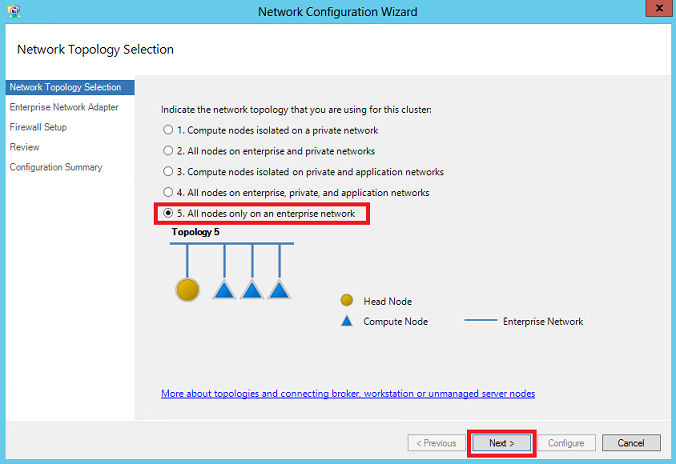 Network Configuration Wizard
x
Network Topology Selection
Network Topology Selection
Enterprise Network Adapter
Firewall Setup
Review
Configuration Summary
Indicate the network topology that you are using for this cluster:
1. Compute nodes isolated on a private network
2. All nodes on enterprise and private networks
3. Compute nodes isolated on private and application networks
4. All nodes on enterprise, private, and application networks
5. All nodes only on an enterprise network
Topology 5
Head Node
Compute Node Enterprise Network
More about topologies and connecting broker, workstation or unmanaged server nodes
< Previous Next > Configure Cancel